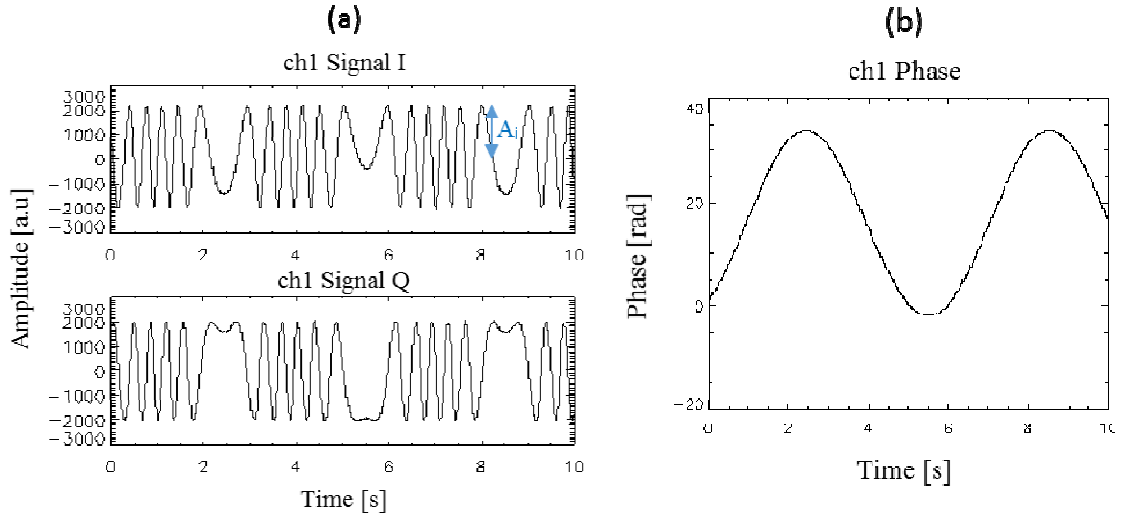 (a)
ch1 Signal I
3000
2000
1000
0
−1000
−2000
−3000
A
0 2 4 6 8 10
ch1 Signal Q
3000
2000
1000
0
−1000
−2000
−3000
0 2 4 6 8 10
Time [s]
Amplitude [a.u]
(b)
ch1 Phase
40
20
0
−20
0 2 4 6 8
Time [s]
Phase [rad]